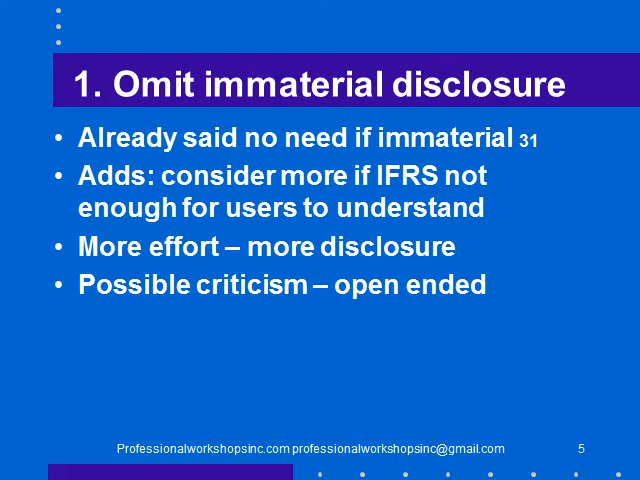 1. Omit immaterial disclosure
• Already said no need if immaterial 31
• Adds: consider more if IFRS not
enough for users to understand
• More effort – more disclosure
• Possible criticism – open ended
Professionalworkshopsinc.com professionalworkshopsinc@gmail.com 5